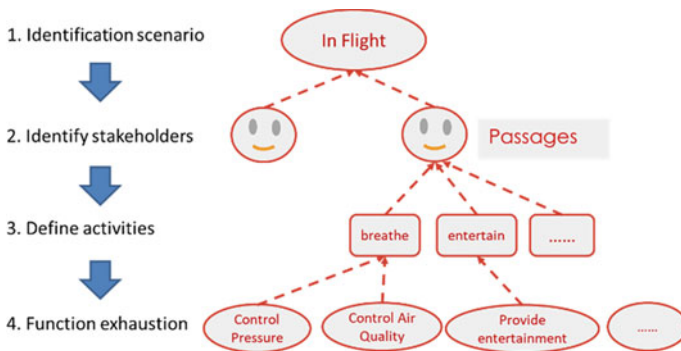 1. Identification scenario
In Flight
2. Identify stakeholders
Passages
3. Define activities
breathe
entertain
......
4. Function exhaustion
Control
Pressure
Control Air
Quality
Provide
entertainment
......